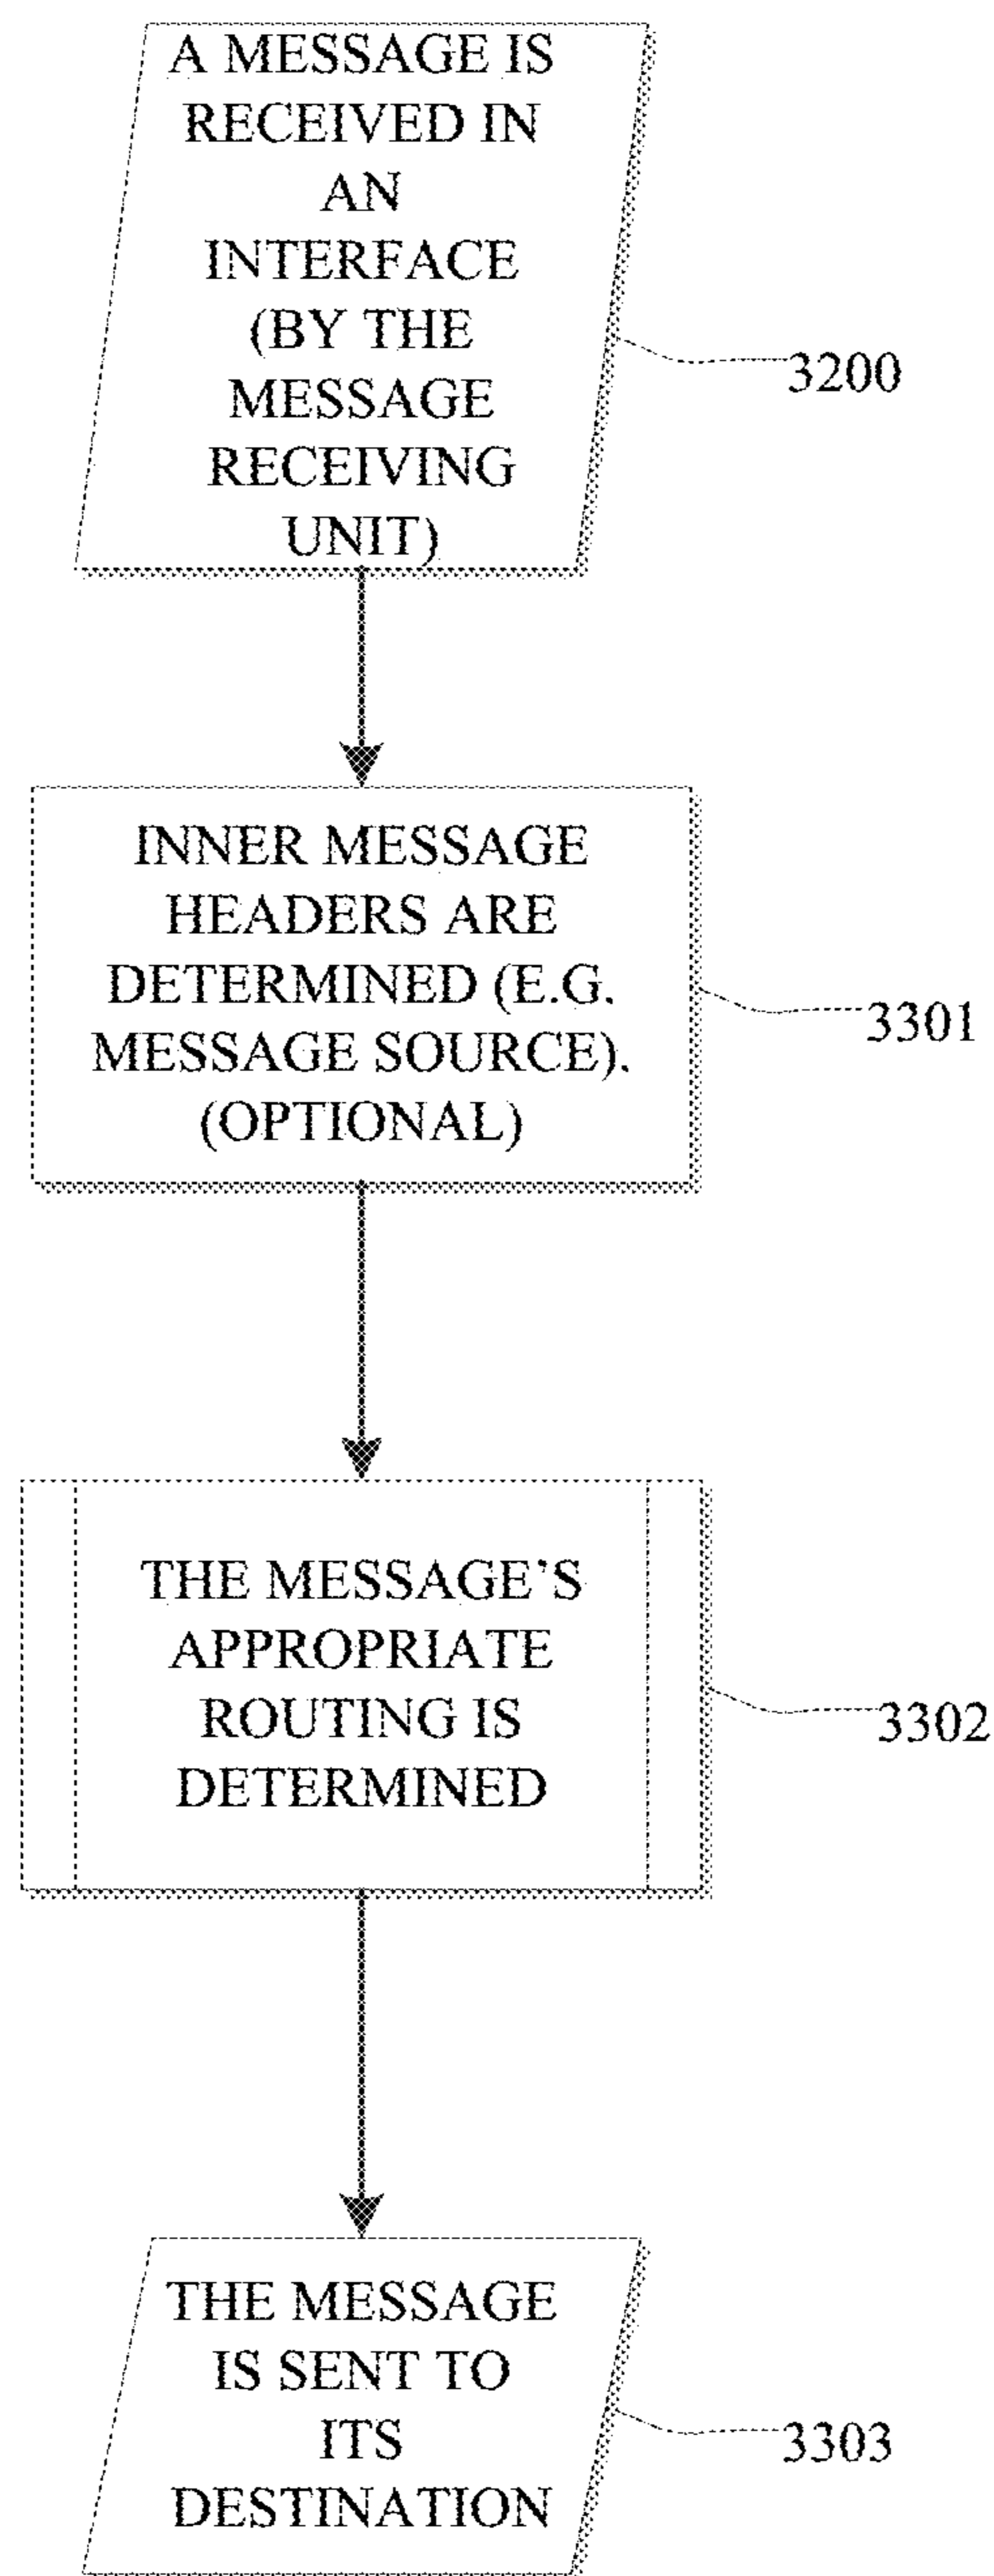 A MESSAGE IS
RECEIVED IN
AN
INTERFACE
(BY THE
MESSAGE
RECEIVING
UNIT)
3200
INNER MESSAGE
HEADERS ARE
DETERMINED (E.G.
MESSAGE SOURCE).
(OPTIONAL)
3301
THE MESSAGE'S
APPROPRIATE
ROUTING IS
DETERMINED
3302
THE MESSAGE
IS SENT TO
ITS
DESTINATION
3303